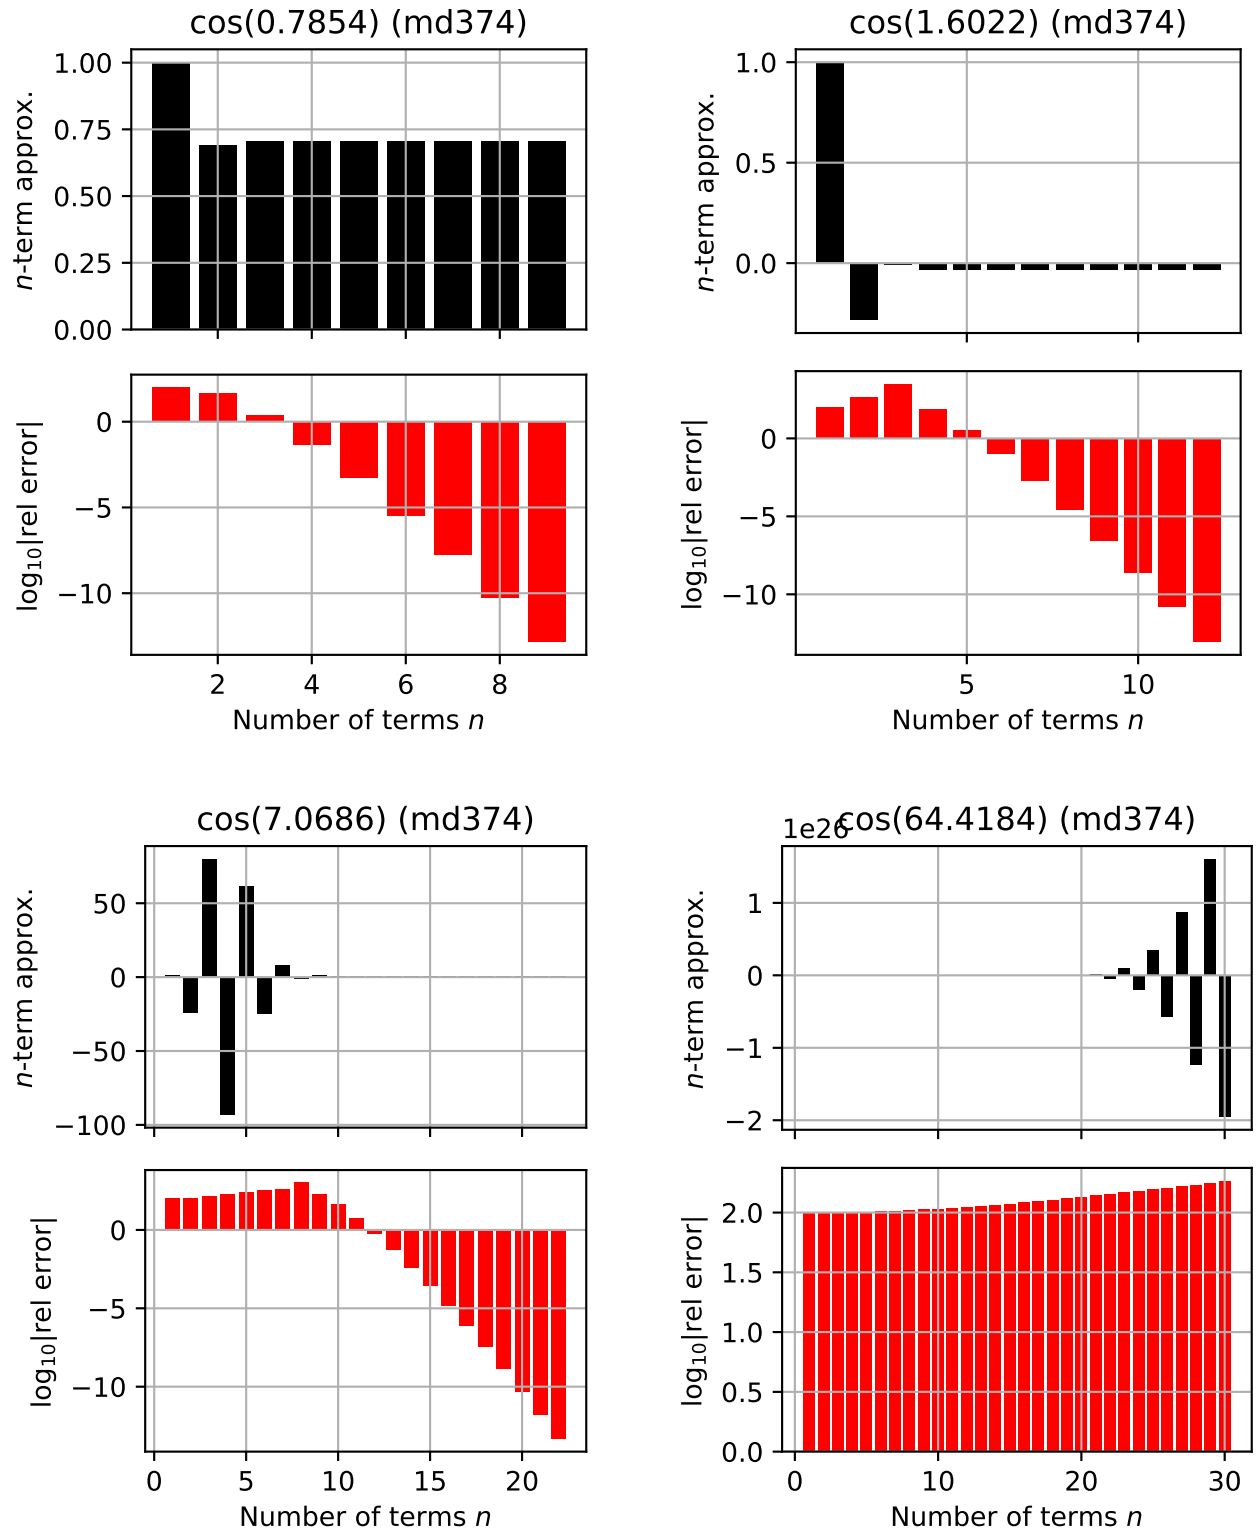 cos(0.7854) (md374)
n-term approx.
1.00
0.75
0.50
0.25
0.00
log₁₀|rel error|
0
−5
−10
2
4
6
8
Number of terms n
cos(1.6022) (md374)
n-term approx.
1.0
0.5
0.0
log₁₀|rel error|
0
−5
−10
5
10
Number of terms n
cos(7.0686) (md374)
n-term approx.
50
0
−50
−100
log₁₀|rel error|
0
−5
−10
0
5
10
15
20
Number of terms n
cos(64.4184) (md374)
1e26
n-term approx.
1
0
−1
−2
log₁₀|rel error|
2.0
1.5
1.0
0.5
0.0
0
10
20
30
Number of terms n